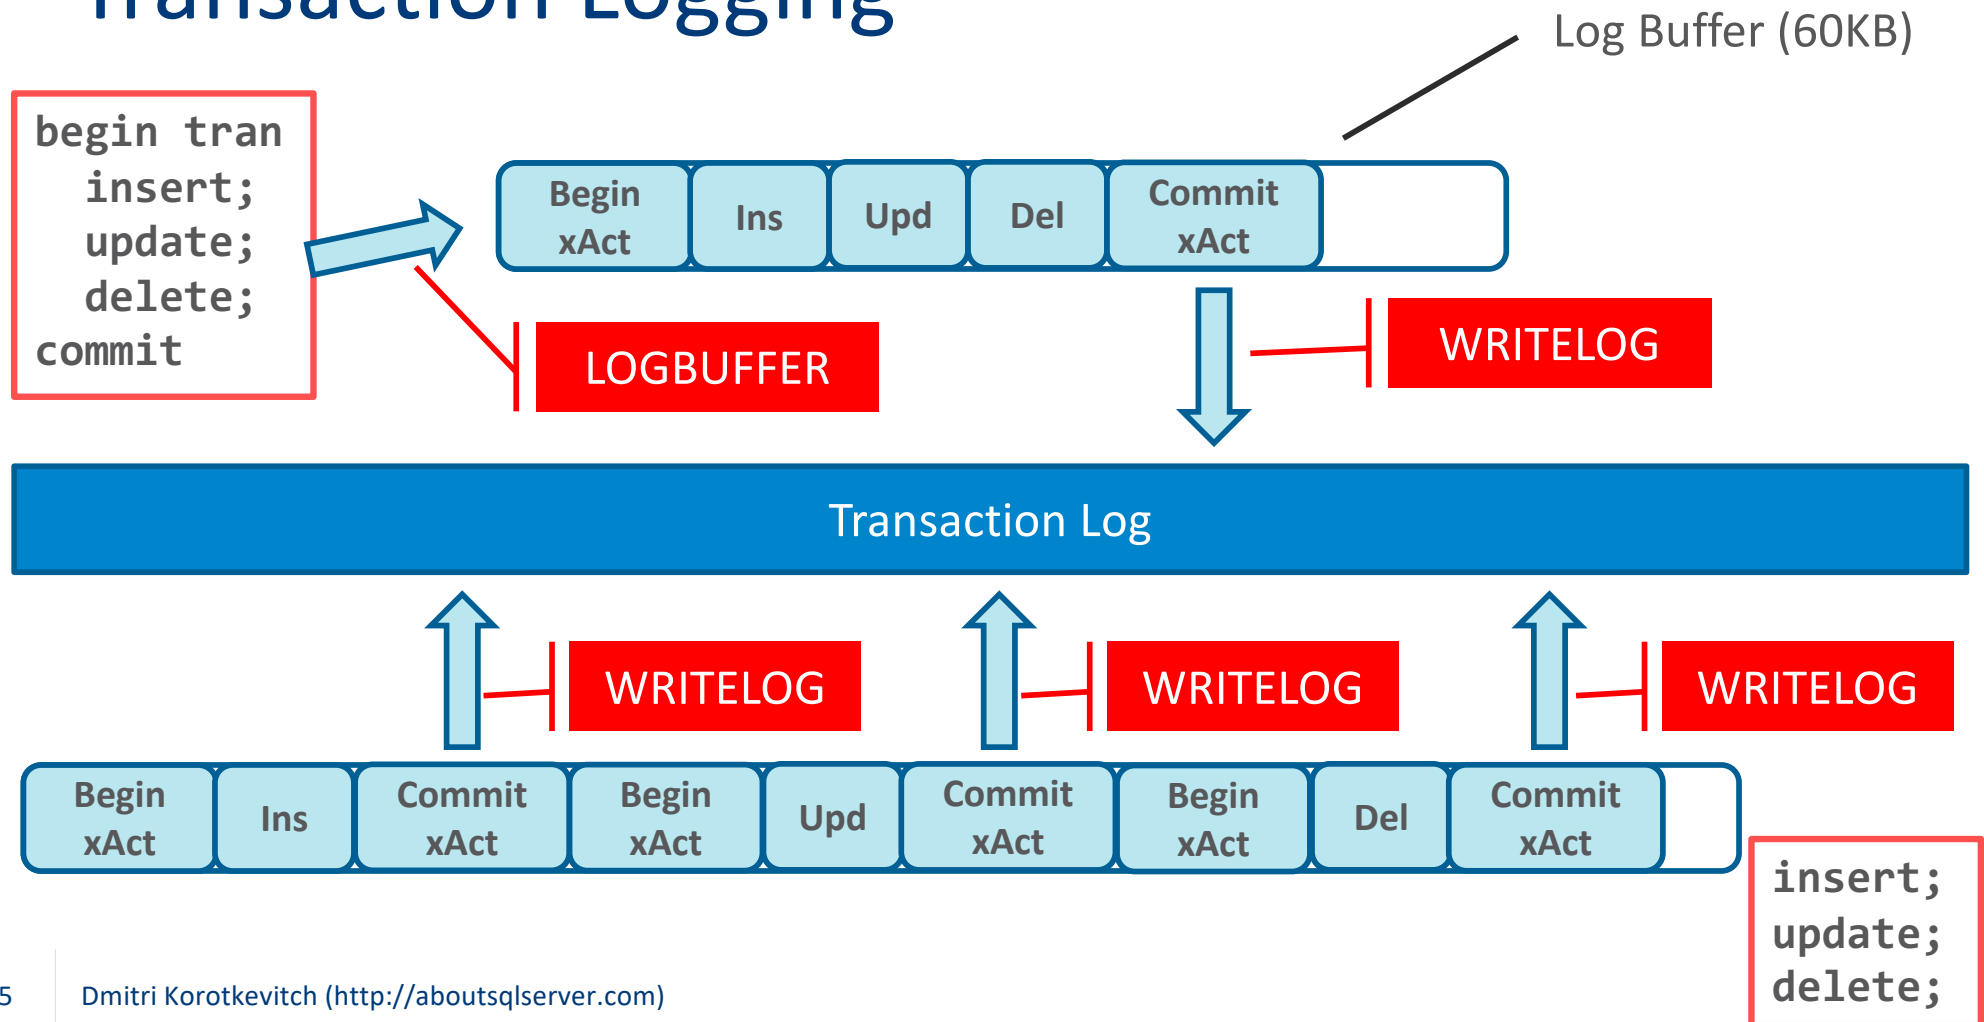 Transaction Logging
Log Buffer (60KB)
begin tran
insert;
update;
delete;
commit
Begin
xAct
Ins
Upd
Del
Commit
xAct
LOGBUFFER
WRITELOG
Transaction Log
WRITELOG
WRITELOG
WRITELOG
Begin
xAct
Ins
Commit
xAct
Begin
xAct
Upd
Commit
xAct
Begin
xAct
Del
Commit
xAct
insert;
update;
delete;
5
Dmitri Korotkevitch (http://aboutsqlserver.com)